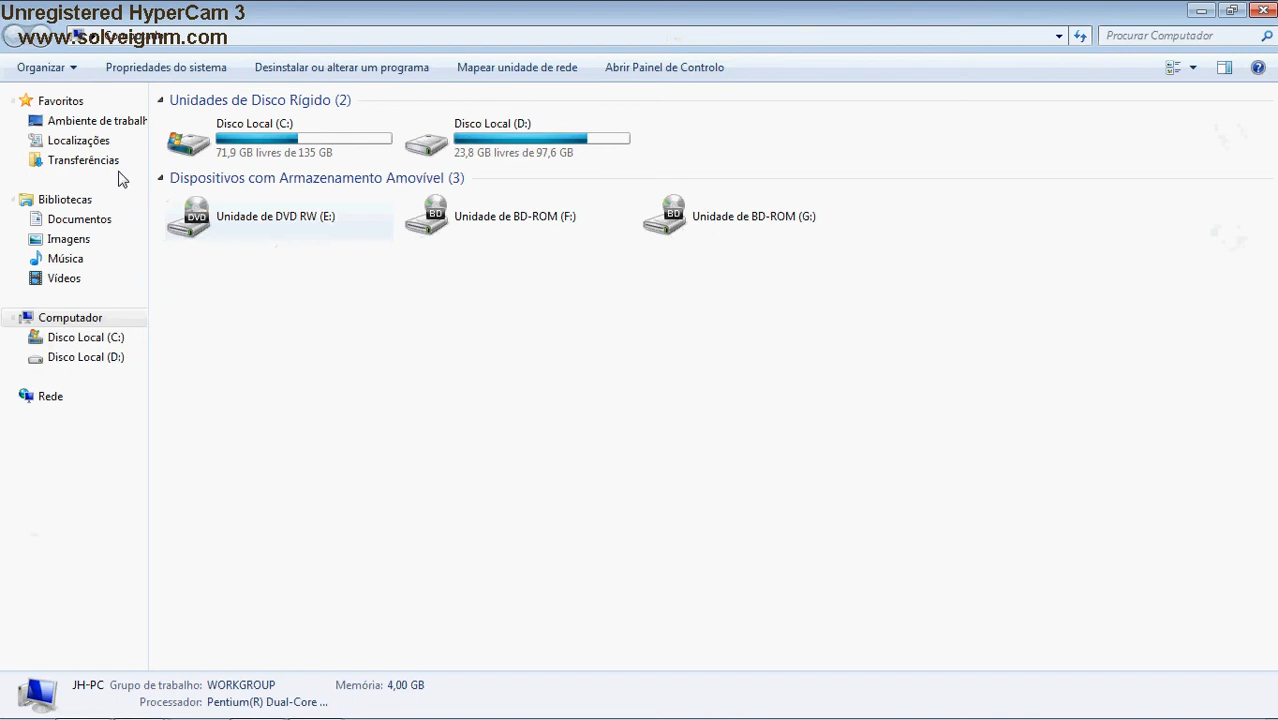 Unregistered HyperCam 3
www.solveigmm.com
Procurar Computador
Organizar
Propriedades do sistema
Desinstalar ou alterar um programa
Mapear unidade de rede
Abrir Painel de Controlo
Favoritos
Ambiente de trabalh
Localizações
Transferências
Bibliotecas
Documentos
Imagens
Música
Vídeos
Computador
Disco Local (C:)
Disco Local (D:)
Rede
Unidades de Disco Rígido (2)
Disco Local (C:)
71,9 GB livres de 135 GB
Disco Local (D:)
23,8 GB livres de 97,6 GB
Dispositivos com Armazenamento Amovível (3)
DVD
Unidade de DVD RW (E:)
BD
Unidade de BD-ROM (F:)
BD
Unidade de BD-ROM (G:)
JH-PC Grupo de trabalho: WORKGROUP Memória: 4,00 GB
Processador: Pentium(R) Dual-Core ...